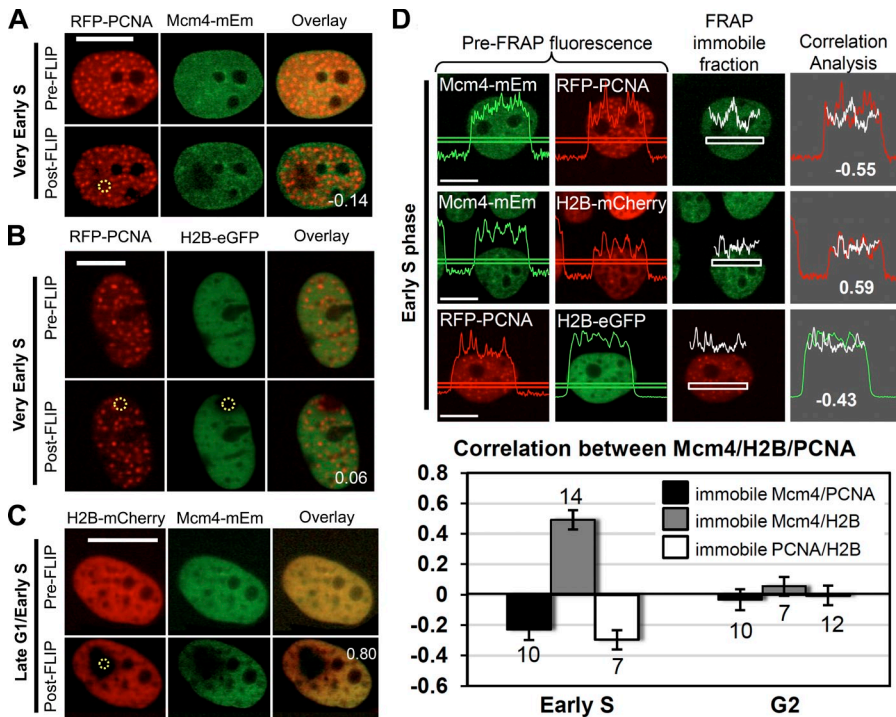 A
RFP-PCNA
Mcm4-mEm
Overlay
Very Early S
Pre-FLIP
Post-FLIP
-0.14
B
RFP-PCNA
H2B-eGFP
Overlay
Very Early S
Pre-FLIP
Post-FLIP
0.06
C
H2B-mCherry
Mcm4-mEm
Overlay
Late G1/Early S
Pre-FLIP
Post-FLIP
0.80
D
Pre-FRAP fluorescence
FRAP
immobile
fraction
Correlation
Analysis
Early S phase
Mcm4-mEm
RFP-PCNA
-0.55
Mcm4-mEm
H2B-mCherry
0.59
RFP-PCNA
H2B-eGFP
-0.43
Correlation between Mcm4/H2B/PCNA
0.8
0.6
0.4
0.2
0
-0.2
-0.4
-0.6
immobile Mcm4/PCNA
immobile Mcm4/H2B
immobile PCNA/H2B
10
14
7
10
7
12
Early S
G2